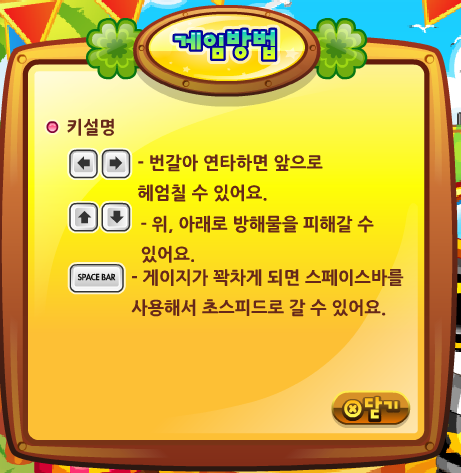 게임방법
키설명
- 번갈아 연타하면 앞으로
헤엄칠 수 있어요.
- 위, 아래로 방해물을 피해갈 수
있어요.
SPACE BAR - 게이지가 꽉차게 되면 스페이스바를
사용해서 초스피드로 갈 수 있어요.
닫기